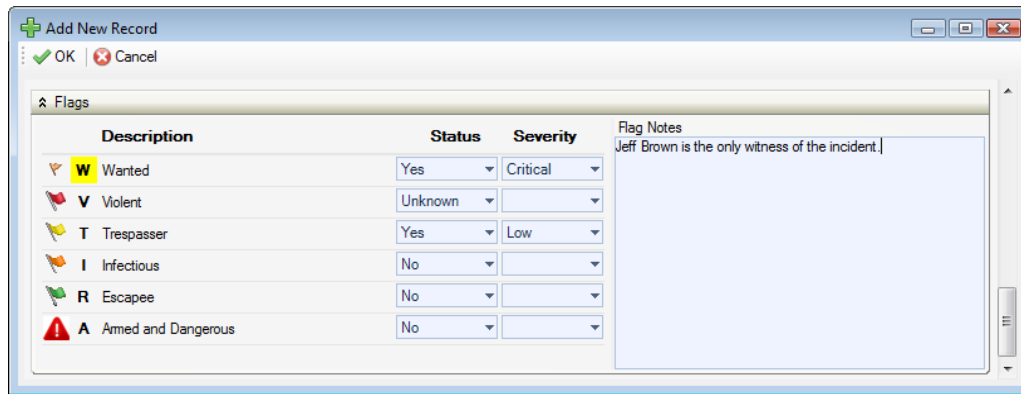 Add New Record
OK Cancel
Flags
Description Status Severity
W Wanted Yes Critical
V Violent Unknown
T Trespasser Yes Low
I Infectious No
R Escapee No
A Armed and Dangerous No
Flag Notes
Jeff Brown is the only witness of the incident.